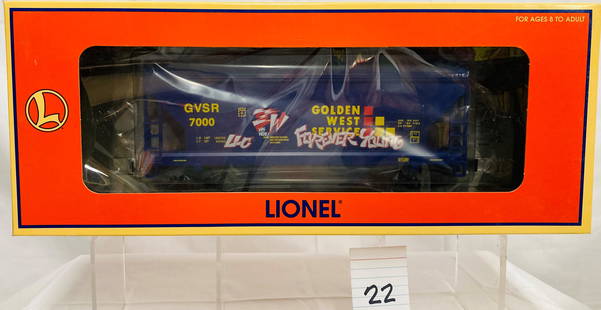 FOR AGES 8 TO ADULT
L
GVSR
7000
GOLDEN
WEST
SERVICE
FOREVER YOUNG
LIONEL
22